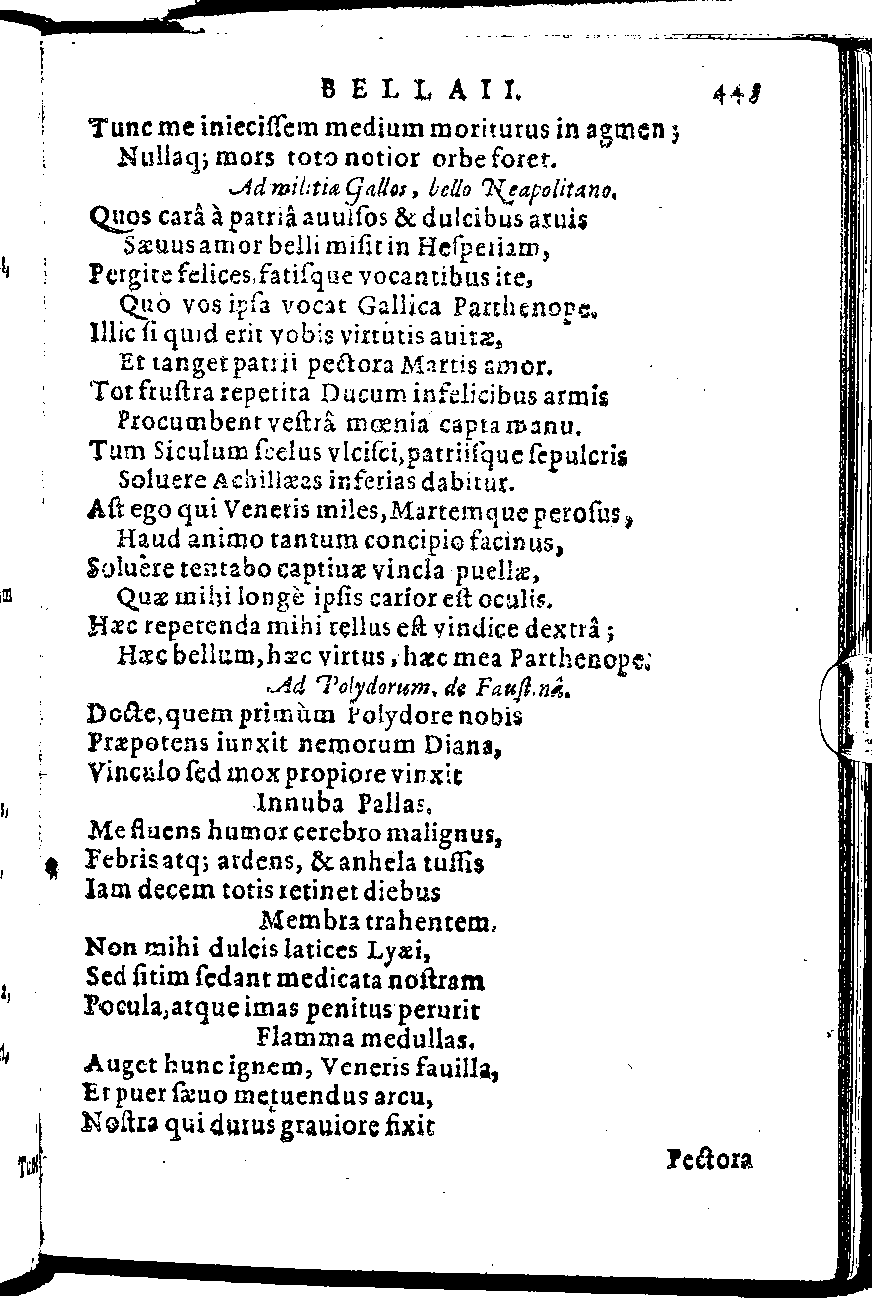 BELLAII. 443
Tunc me inieciſſem medium moriturus in agmen;
Nullaq; mors toto notior orbe foret.
Ad militia Gallos, bello Neapolitano.
Quos carâ à patriâ auulſos & dulcibus aruis
Sæuus amor belli miſit in Heſperiam,
Pergite felices, fatiſque vocantibus ite,
Quò vos ipſa vocat Gallica Parthenope.
Illic ſi quid erit vobis virtutis auitæ,
Et tanget patrij pectora Martis amor.
Tot fruſtra repetita Ducum infelicibus armis
Procumbent veſtrâ mœnia capta manu.
Tum Siculum ſcelus vlciſci, patriiſque ſepulcris
Soluere Achillæas inferias dabitur.
Aſt ego qui Veneris miles, Martemque peroſus,
Haud animo tantum concipio facinus,
Soluere tentabo captiuæ vincla puellæ,
Quæ mihi longè ipſis carior eſt oculis.
Hæc repetenda mihi tellus eſt vindice dextrâ;
Hæc bellum, hæc virtus, hæc mea Parthenope.
Ad Polydorum, de Fauſtinâ.
Docte, quem primùm Polydore nobis
Præpotens iunxit nemorum Diana,
Vinculo ſed mox propiore vinxit
Innuba Pallas.
Me fluens humor cerebro malignus,
Febris atq; ardens, & anhela tuſſis
Iam decem totis retinet diebus
Membra trahentem.
Non mihi dulcis latices Lyæi,
Sed ſitim ſedant medicata noſtram
Pocula, atque imas penitus perurit
Flamma medullas.
Auget hunc ignem, Veneris fauilla,
Et puer ſæuo metuendus arcu,
Noſtra qui durus grauiore fixit
Pectora